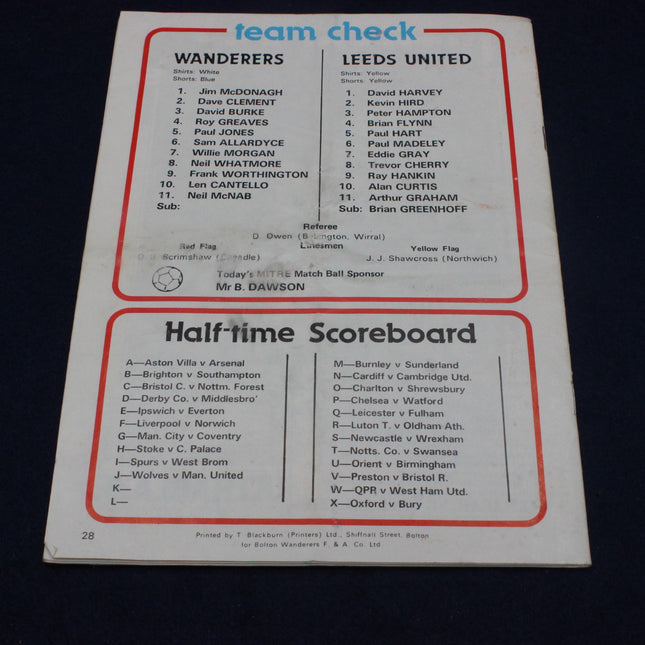 team check
WANDERERS
Shirts: White
Shorts: Blue
1. Jim McDONAGH
2. Dave CLEMENT
3. David BURKE
4. Roy GREAVES
5. Paul JONES
6. Sam ALLARDYCE
7. Willie MORGAN
8. Neil WHATMORE
9. Frank WORTHINGTON
10. Len CANTELLO
11. Neil McNAB
Sub:
LEEDS UNITED
Shirts: Yellow
Shorts: Yellow
1. David HARVEY
2. Kevin HIRD
3. Peter HAMPTON
4. Brian FLYNN
5. Paul HART
6. Paul MADELEY
7. Eddie GRAY
8. Trevor CHERRY
9. Ray HANKIN
10. Alan CURTIS
11. Arthur GRAHAM
Sub: Brian GREENHOFF
Referee
D. Owen Wirral)
Linesmen
Red Flag
Scrimshaw
Yellow Flag
J. J. Shawcross (Northwich)
Today's MITRE Match Ball Sponsor
Mr B. DAWSON
Half-time Scoreboard
A—Aston Villa v Arsenal
B—Brighton v Southampton
C—Bristol C. v Nottm. Forest
D—Derby Co. v Middlesbro'
E—Ipswich v Everton
F—Liverpool v Norwich
G—Man. City v Coventry
H—Stoke v C. Palace
I—Spurs v West Brom
J—Wolves v Man. United
K—
L—
M—Burnley v Sunderland
N—Cardiff v Cambridge Utd.
O—Charlton v Shrewsbury
P—Chelsea v Watford
Q—Leicester v Fulham
R—Luton T. v Oldham Ath.
S—Newcastle v Wrexham
T—Notts. Co. v Swansea
U—Orient v Birmingham
V—Preston v Bristol R.
W—QPR v West Ham Utd.
X—Oxford v Bury
28
Printed by T. Blackburn (Printers) Ltd., Shiffnall Street, Bolton
for Bolton Wanderers F. & A. Co. Ltd